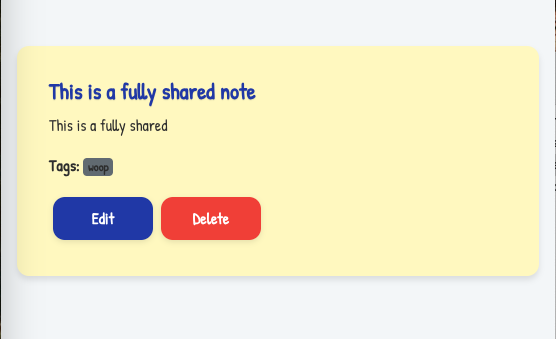 This is a fully shared note
This is a fully shared
Tags: woop
Edit Delete